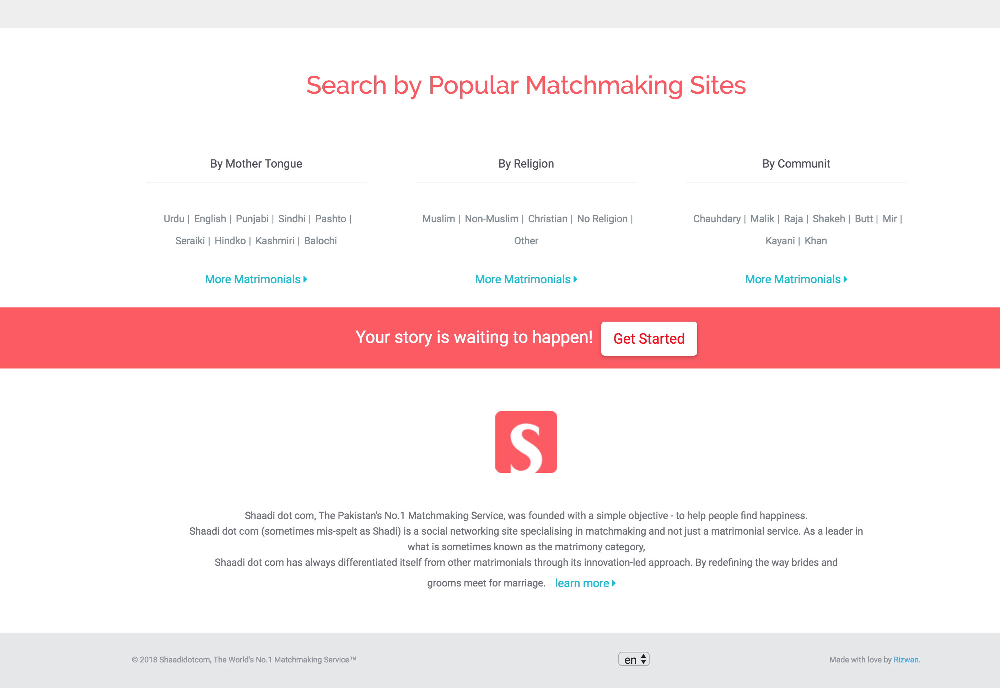 Search by Popular Matchmaking Sites
By Mother Tongue
Urdu | English | Punjabi | Sindhi | Pashto |
Seraiki | Hindko | Kashmiri | Balochi
More Matrimonials
By Religion
Muslim | Non-Muslim | Christian | No Religion |
Other
More Matrimonials
By Communit
Chauhdary | Malik | Raja | Shakeh | Butt | Mir |
Kayani | Khan
More Matrimonials
Your story is waiting to happen! Get Started
S
Shaadi dot com, The Pakistan's No.1 Matchmaking Service, was founded with a simple objective - to help people find happiness.
Shaadi dot com (sometimes mis-spelt as Shadi) is a social networking site specialising in matchmaking and not just a matrimonial service. As a leader in
what is sometimes known as the matrimony category,
Shaadi dot com has always differentiated itself from other matrimonials through its innovation-led approach. By redefining the way brides and
grooms meet for marriage. learn more
© 2018 Shaadidotcom, The World's No.1 Matchmaking Service™ en Made with love by Rizwan.